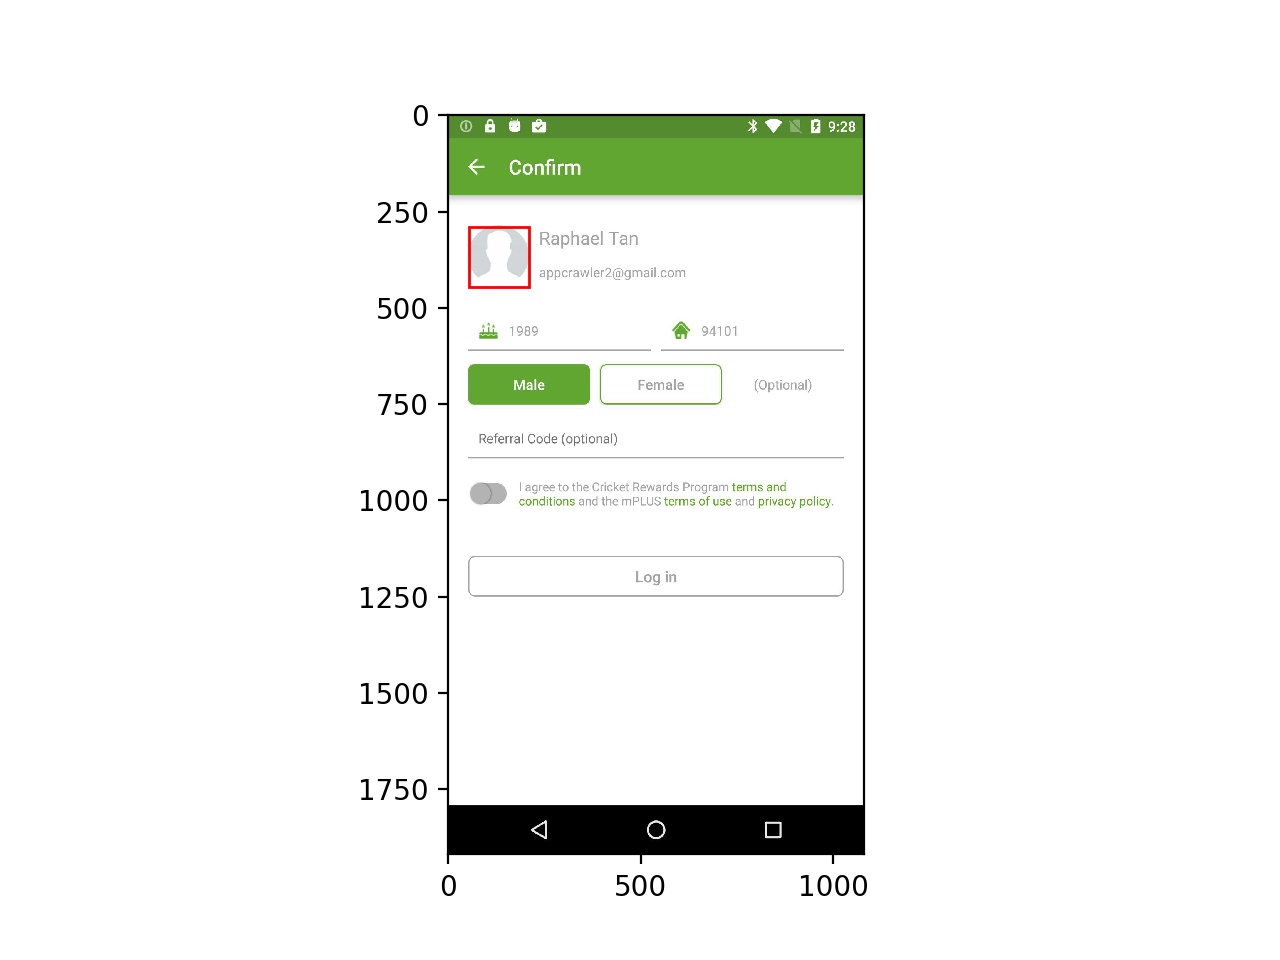 0
250
500
750
1000
1250
1500
1750
9:28
Confirm
Raphael Tan
appcrawler2@gmail.com
1989
94101
Male
Female
(Optional)
Referral Code (optional)
I agree to the Cricket Rewards Program terms and
conditions and the mPLUS terms of use and privacy policy.
Log in
0
500
1000